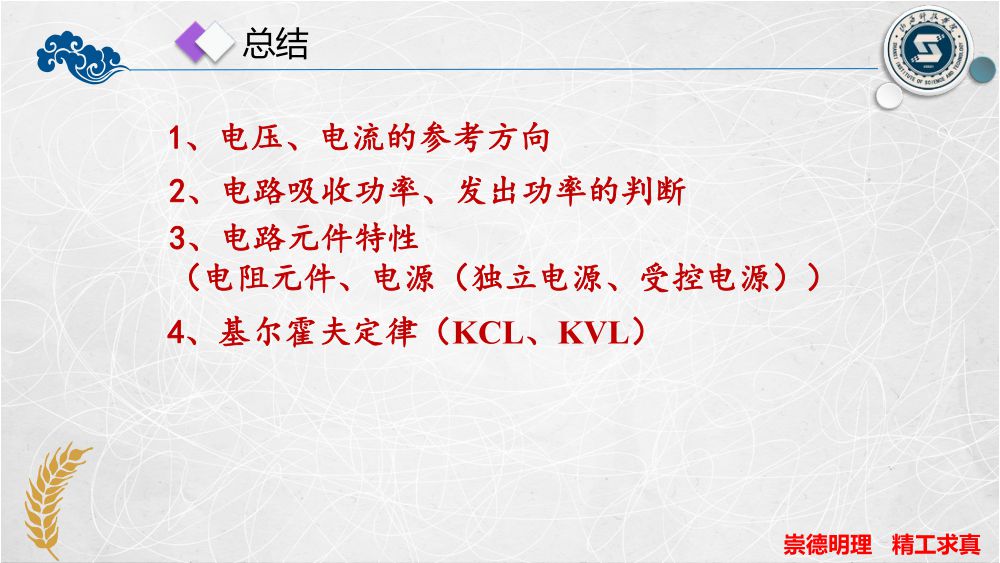 总结
1、电压、电流的参考方向
2、电路吸收功率、发出功率的判断
3、电路元件特性
（电阻元件、电源（独立电源、受控电源））
4、基尔霍夫定律（KCL、KVL）
崇德明理 精工求真